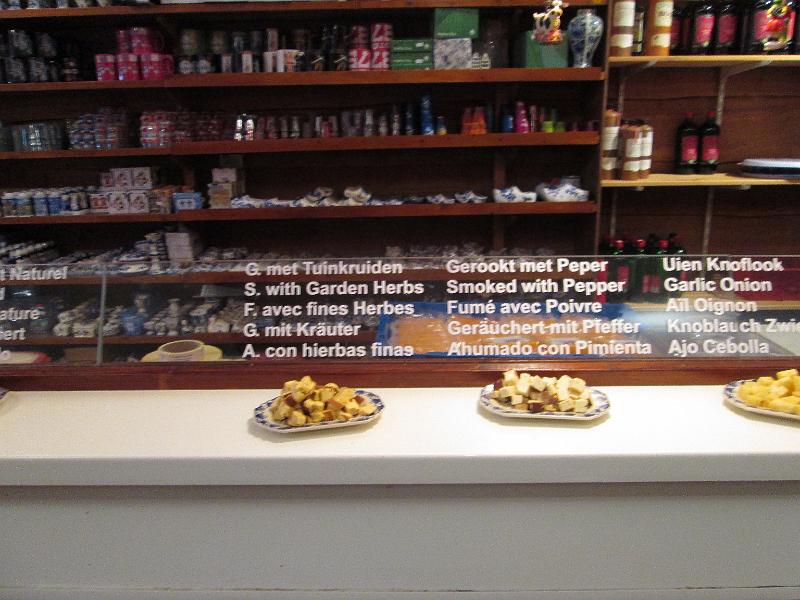 t Naturel
G. met Tuinkruiden
S. with Garden Herbs
F. avec fines Herbes
G. mit Kräuter
A. con hierbas finas
Gerookt met Peper
Smoked with Pepper
Fumé avec Poivre
Geräuchert mit Pfeffer
Ahumado con Pimienta
Uien Knoflook
Garlic Onion
Aïl Oignon
Knoblauch Zwie
Ajo Cebolla